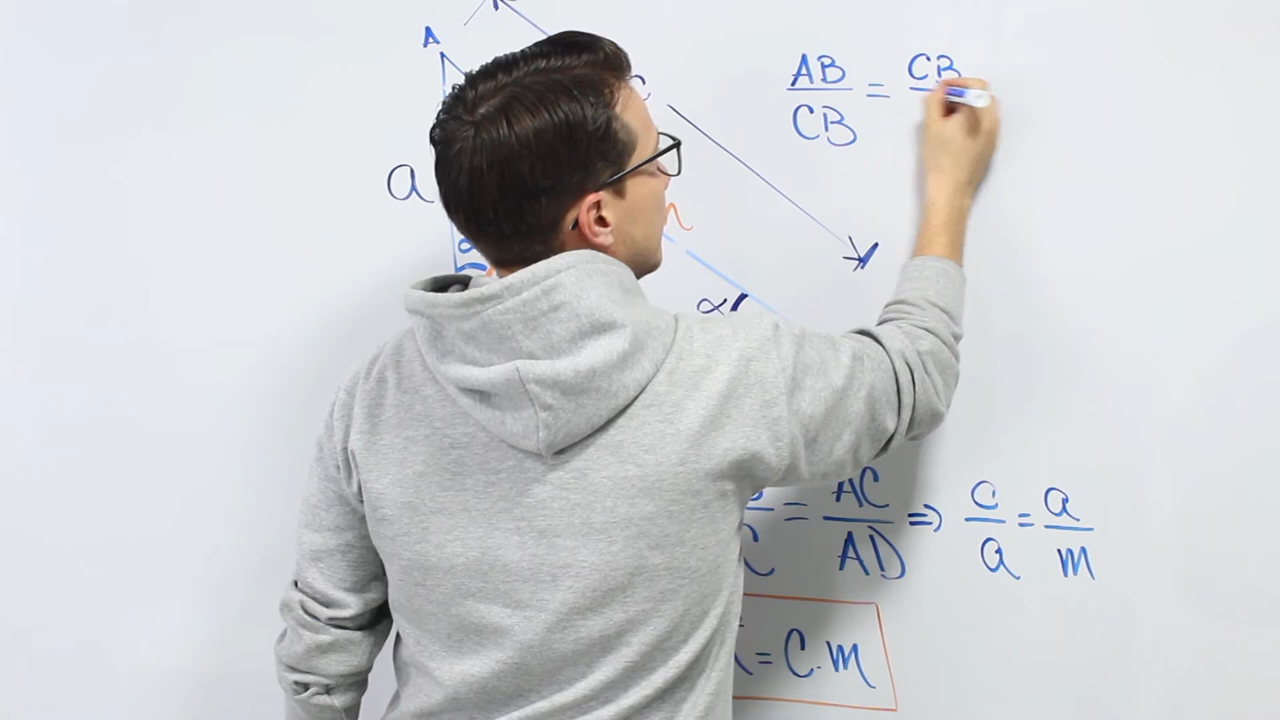 A
AB = CB
CB
a
α
= AC ⇒ c = a
AD a m
= c·m